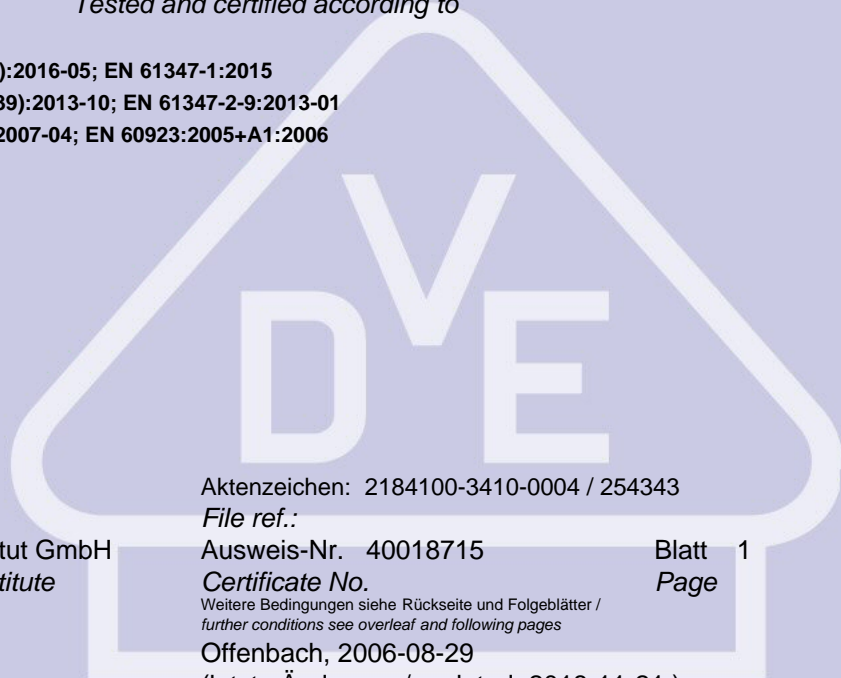 Tested and certified according to
):2016-05; EN 61347-1:2015
39):2013-10; EN 61347-2-9:2013-01
2007-04; EN 60923:2005+A1:2006
VDE
Aktenzeichen: 2184100-3410-0004 / 254343
File ref.:
tut GmbH Ausweis-Nr. 40018715 Blatt 1
titute Certificate No. Page
Weitere Bedingungen siehe Rückseite und Folgeblätter /
further conditions see overleaf and following pages
Offenbach, 2006-08-29